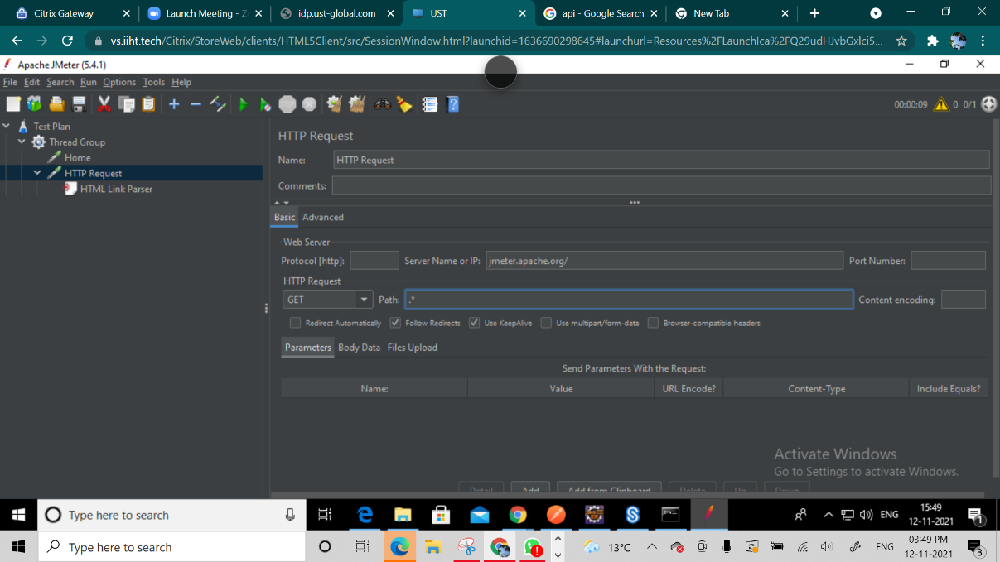 Citrix Gateway
Launch Meeting - Z
idp.ust-global.com
UST
api - Google Search
New Tab
vs.iiht.tech/Citrix/StoreWeb/clients/HTML5Client/src/SessionWindow.html?launchid=1636690298645#launchurl=Resources%2FLaunchIca%2FQ29udHJvbGxlci5...
Apache JMeter (5.4.1)
File Edit Search Run Options Tools Help
00:00:09 0 0/1
Test Plan
Thread Group
Home
HTTP Request
HTML Link Parser
HTTP Request
Name: HTTP Request
Comments:
Basic Advanced
Web Server
Protocol [http]: Server Name or IP: jmeter.apache.org/ Port Number:
HTTP Request
GET Path: .* Content encoding:
Redirect Automatically Follow Redirects Use KeepAlive Use multipart/form-data Browser-compatible headers
Parameters Body Data Files Upload
Send Parameters With the Request:
Name: Value URL Encode? Content-Type Include Equals?
Activate Windows
Go to Settings to activate Windows.
Detail Add Add from Clipboard Delete Up Down
Type here to search
ENG
15:49
12-11-2021
1
Type here to search
13°C
ENG
03:49 PM
12-11-2021
3